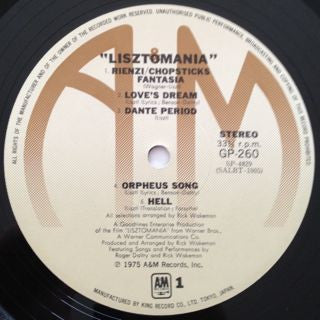 ALL RIGHTS OF THE MANUFACTURER AND OF THE OWNER OF THE RECORDED WORK RESERVED. UNAUTHORISED PUBLIC PERFORMANCE, BROADCASTING AND COPYING OF THIS RECORD PROHIBITED
"LISZTOMANIA"
1. RIENZI/CHOPSTICKS
FANTASIA
(Wagner-Liszt)
2. LOVE'S DREAM
(Liszt (lyrics ; Benson-Daltry)
3. DANTE PERIOD
(Liszt)
STEREO
33⅓ r.p.m.
GP-260
SP-4829
(SALBT-1005)
4. ORPHEUS SONG
(Liszt (lyrics ; Benson-Daltry)
5. HELL
(Liszt (Translation ; Forsythe)
All selections arranged by Rick Wakeman
A Goodtimes Enterprise Production
of the Film "LISZTOMANIA" from Warner Bros.,
A Warner Communications Co.
Produced and Arranged by Rick Wakeman
Featuring Songs and Performances by
Roger Daltry and Rick Wakeman
℗ 1975 A&M Records, Inc.
A&M 1
MANUFACTURED BY KING RECORD CO. LTD. TOKYO, JAPAN
A&M